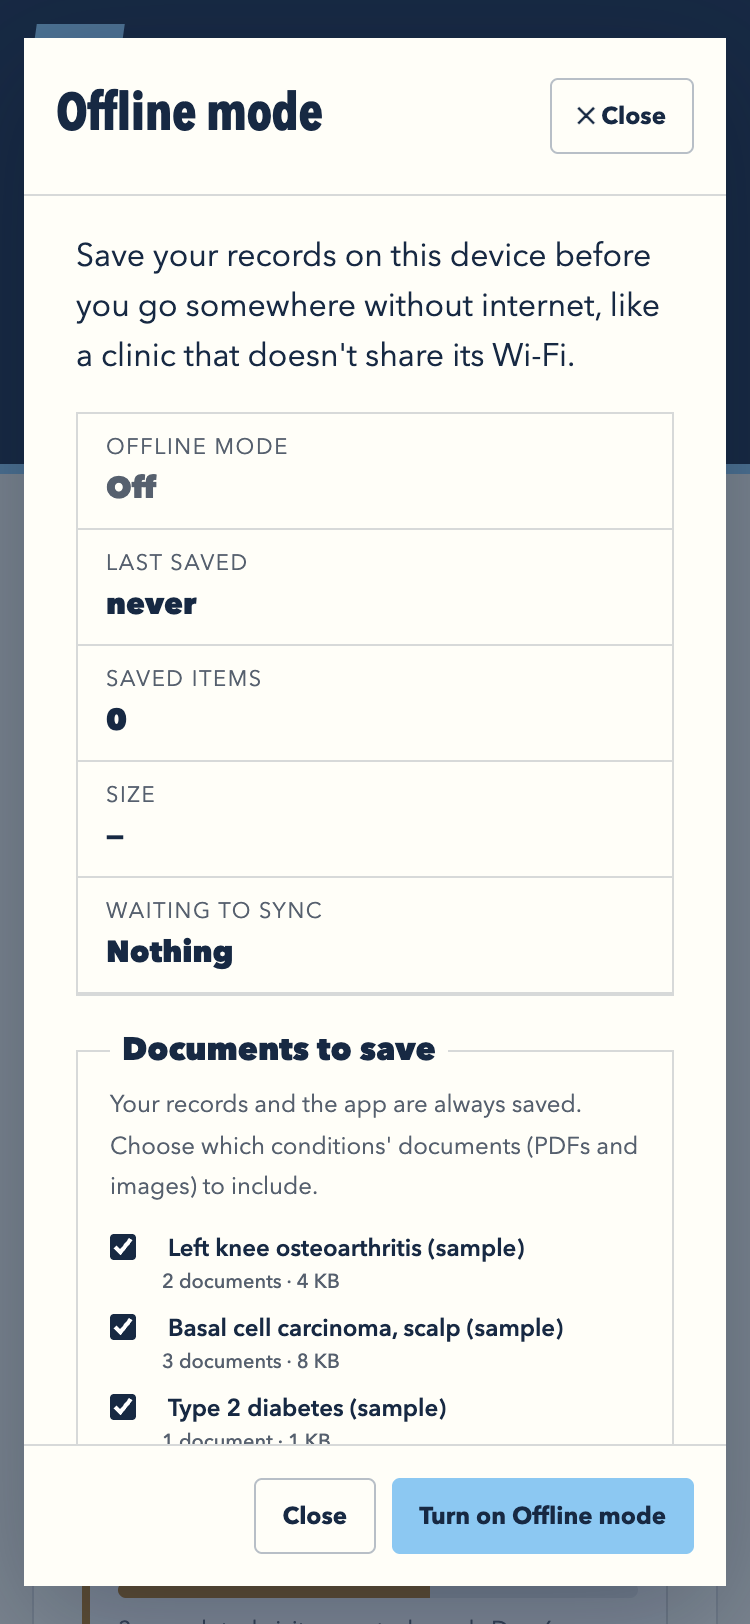 Offline mode
× Close
Save your records on this device before
you go somewhere without internet, like
a clinic that doesn't share its Wi-Fi.
OFFLINE MODE
Off
LAST SAVED
never
SAVED ITEMS
0
SIZE
–
WAITING TO SYNC
Nothing
Documents to save
Your records and the app are always saved.
Choose which conditions' documents (PDFs and
images) to include.
Left knee osteoarthritis (sample)
2 documents · 4 KB
Basal cell carcinoma, scalp (sample)
3 documents · 8 KB
Type 2 diabetes (sample)
1 document · 1 KB
Close
Turn on Offline mode